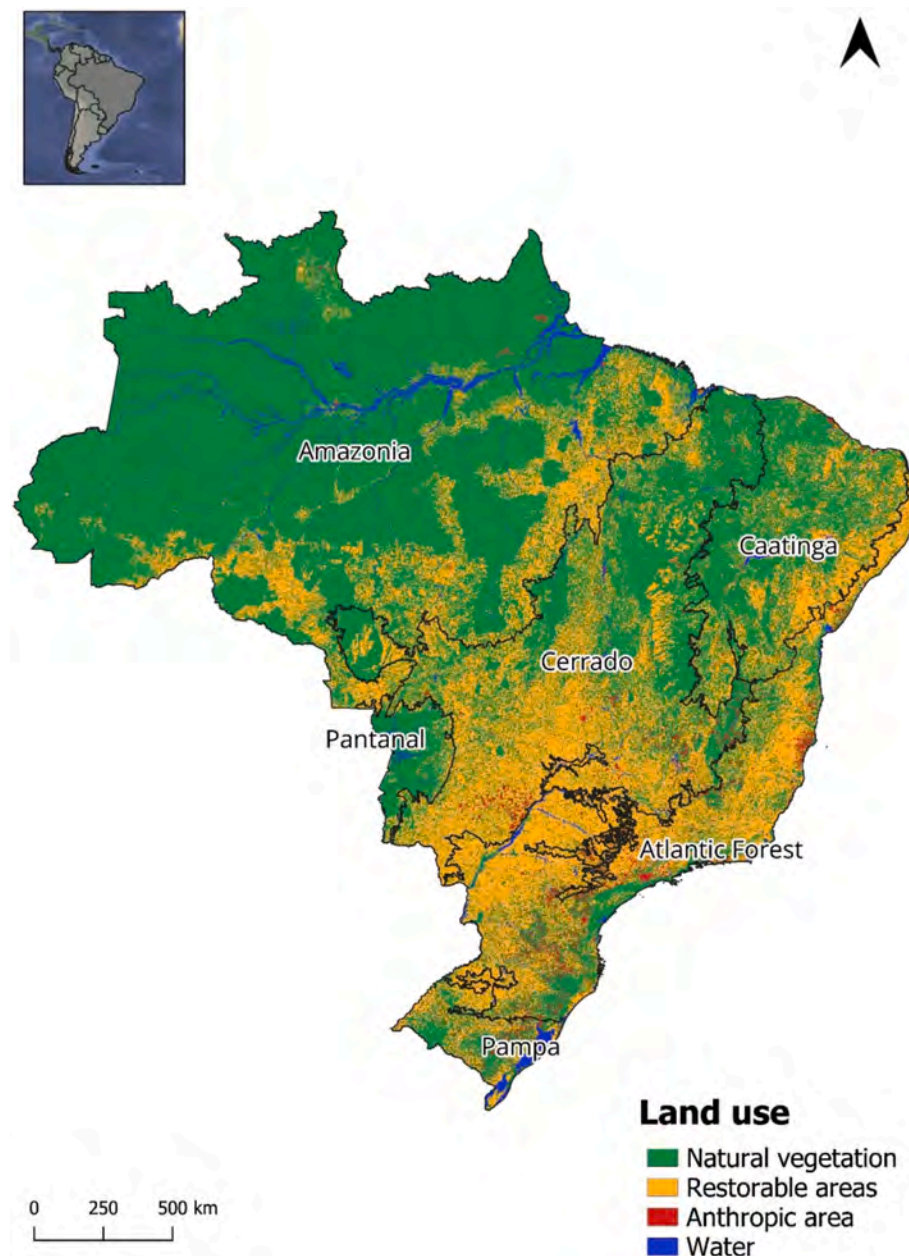 Amazonia
Caatinga
Cerrado
Pantanal
Atlantic Forest
Pampa
Land use
Natural vegetation
Restorable areas
Anthropic area
Water
0 250 500 km